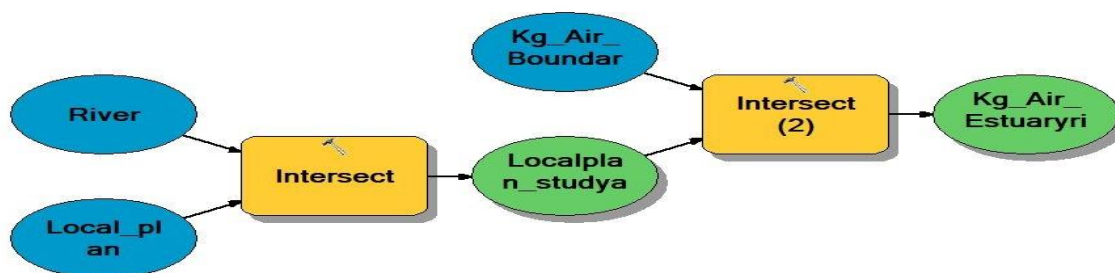 River
Local_pl
an
Intersect
Localpla
n_studya
Kg_Air_
Boundar
Intersect
(2)
Kg_Air_
Estuaryri